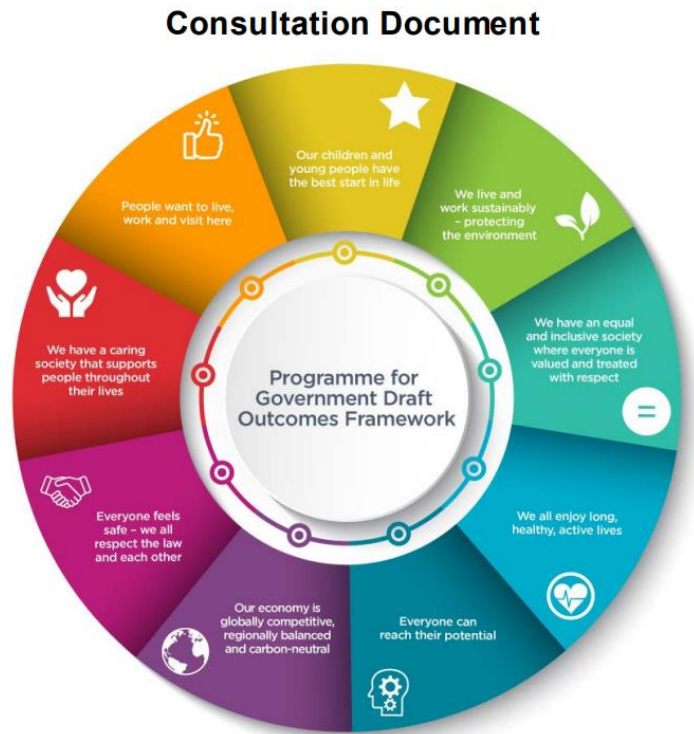 Consultation Document
Our children and
young people have
the best start in life
We live and
work sustainably
– protecting
the environment
We have an equal
and inclusive society
where everyone is
valued and treated
with respect
=
We all enjoy long,
healthy, active lives
Everyone can
reach their potential
Our economy is
globally competitive,
regionally balanced
and carbon-neutral
Everyone feels
safe – we all
respect the law
and each other
We have a caring
society that supports
people throughout
their lives
People want to live,
work and visit here
Programme for
Government Draft
Outcomes Framework